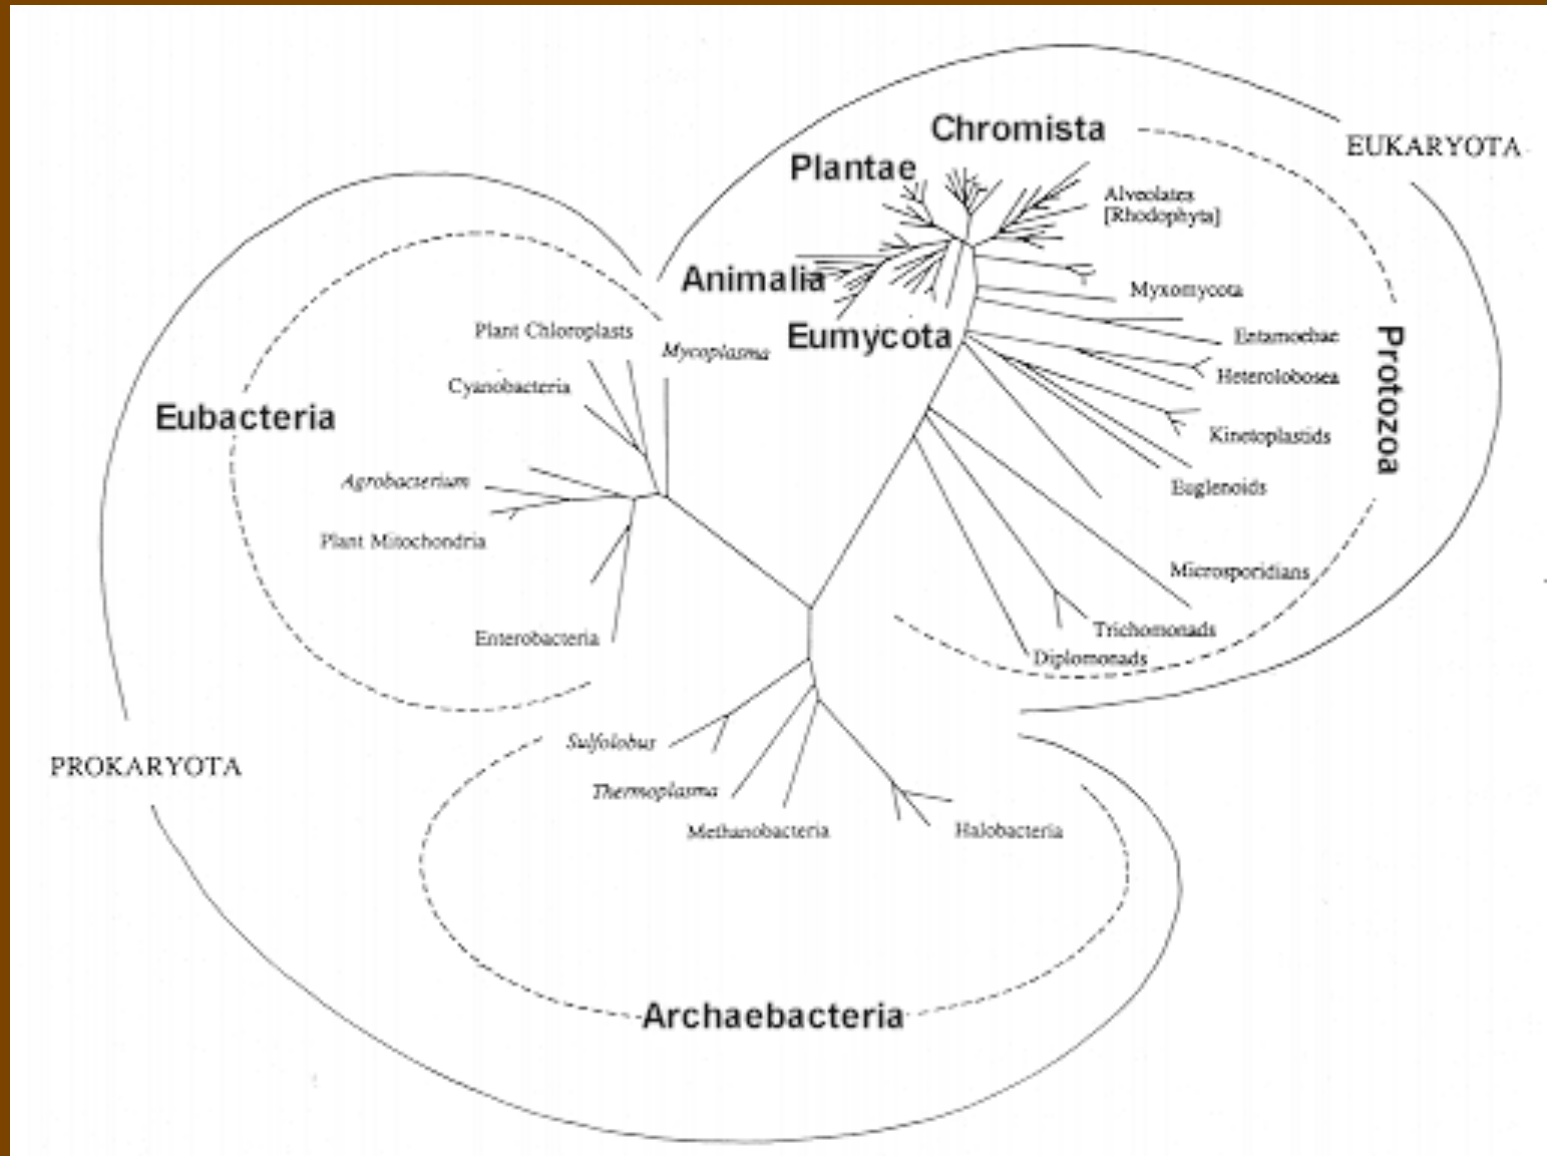 Chromista
EUKARYOTA
Plantae
Alveolates
[Rhodophyta]
Animalia
Myxomycota
Plant Chloroplasts
Eumycota
Entamoebae
Protozoa
Mycoplasma
Cyanobacteria
Heterolobosea
Eubacteria
Kinetoplastids
Agrobacterium
Euglenoids
Plant Mitochondria
Microsporidians
Enterobacteria
Trichomonads
Diplomonads
Sulfolobus
PROKARYOTA
Thermoplasma
Methanobacteria
Halobacteria
Archaebacteria